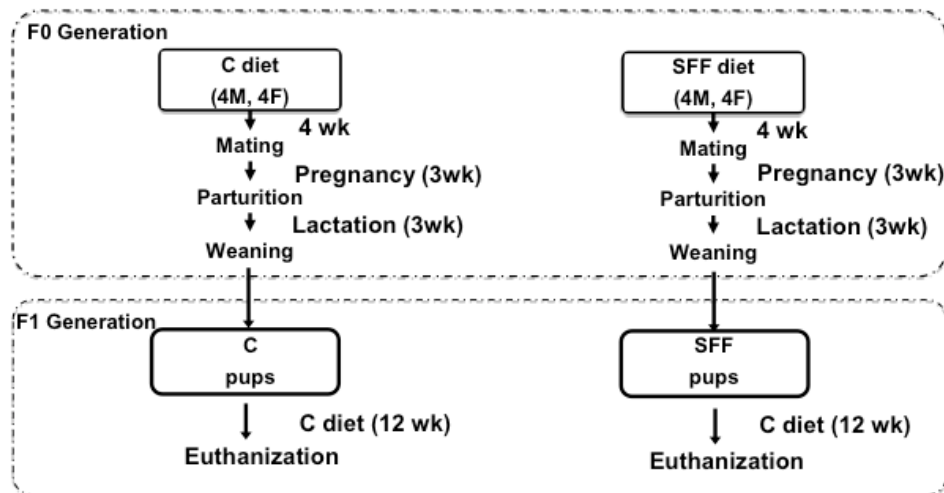 F0 Generation
C diet
(4M, 4F)
4 wk
Mating
Pregnancy (3wk)
Parturition
Lactation (3wk)
Weaning
SFF diet
(4M, 4F)
4 wk
Mating
Pregnancy (3wk)
Parturition
Lactation (3wk)
Weaning
F1 Generation
C
pups
C diet (12 wk)
Euthanization
SFF
pups
C diet (12 wk)
Euthanization